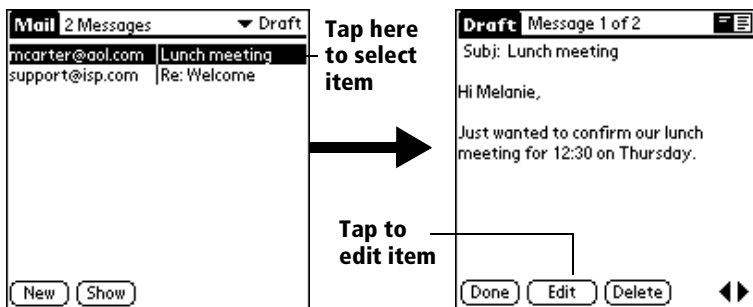 Mail 2 Messages Draft
mcarter@aol.com Lunch meeting
support@isp.com Re: Welcome
New Show
Tap here
to select
item
Tap to
edit item
Draft Message 1 of 2
Subj: Lunch meeting
Hi Melanie,
Just wanted to confirm our lunch
meeting for 12:30 on Thursday.
Done Edit Delete